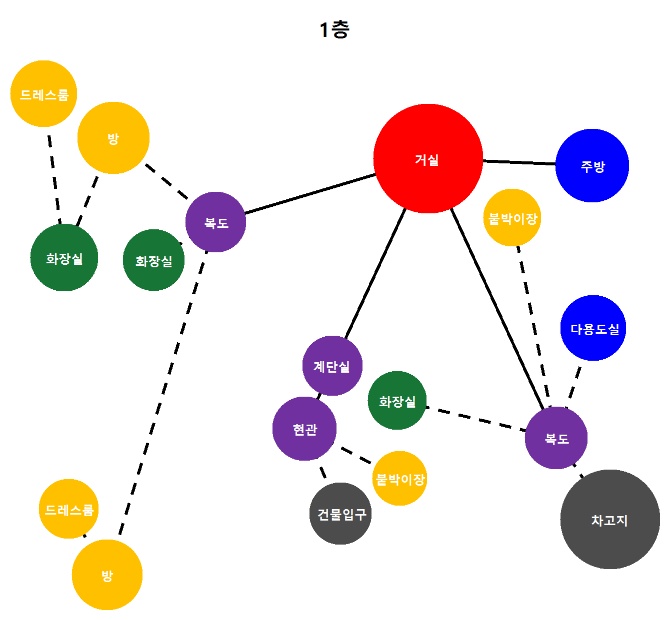 1층
드레스룸
방
거실
주방
복도
붙박이장
화장실
화장실
다용도실
계단실
화장실
현관
복도
붙박이장
드레스룸
건물입구
차고지
방